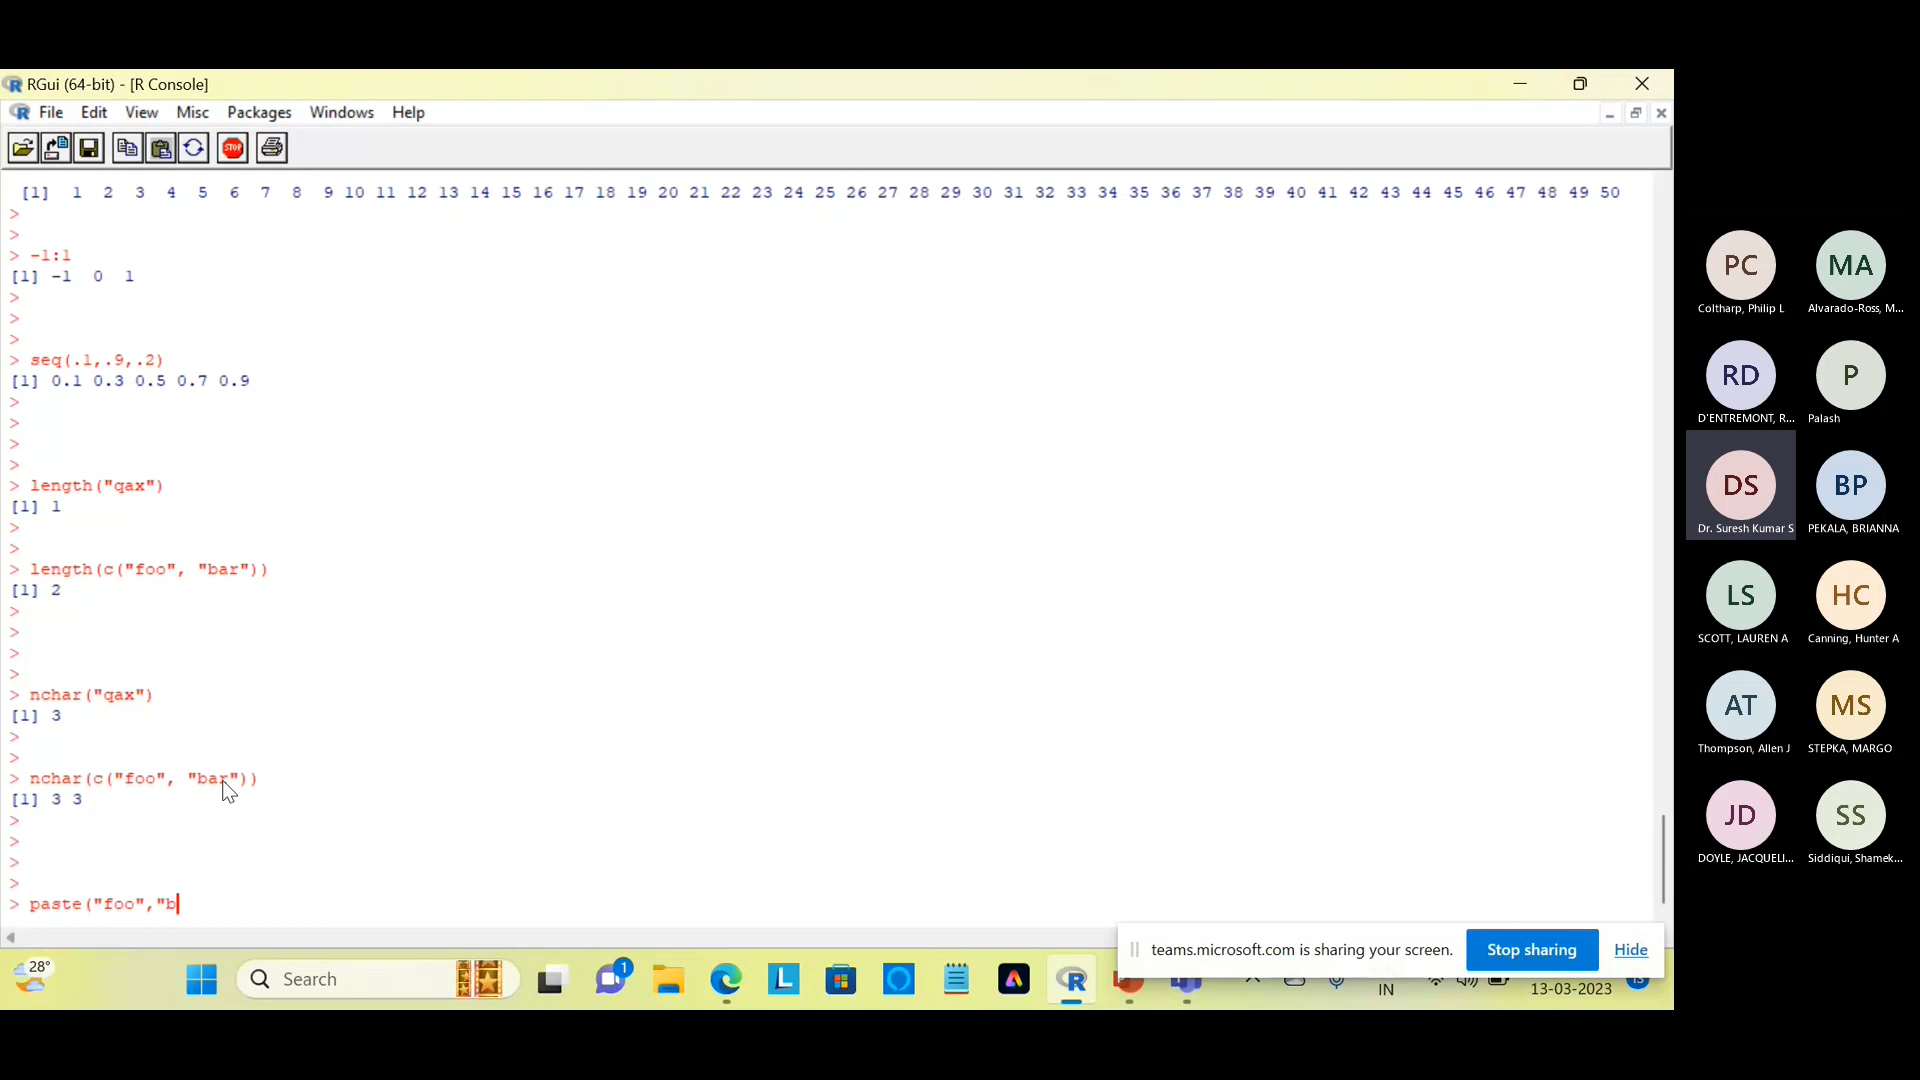 RGui (64-bit) - [R Console]
File Edit View Misc Packages Windows Help
STOP
[1] 1 2 3 4 5 6 7 8 9 10 11 12 13 14 15 16 17 18 19 20 21 22 23 24 25 26 27 28 29 30 31 32 33 34 35 36 37 38 39 40 41 42 43 44 45 46 47 48 49 50
>
>
> -1:1
[1] -1 0 1
>
>
>
> seq(.1,.9,.2)
[1] 0.1 0.3 0.5 0.7 0.9
>
>
>
>
> length("qax")
[1] 1
>
>
> length(c("foo", "bar"))
[1] 2
>
>
>
>
> nchar("qax")
[1] 3
>
>
> nchar(c("foo", "bar"))
[1] 3 3
>
>
>
>
> paste("foo","b
teams.microsoft.com is sharing your screen. Stop sharing Hide
28°
Search
1
IN
13-03-2023
PC MA
Coltharp, Philip L Alvarado-Ross, M...
RD P
D'ENTREMONT, R... Palash
DS BP
Dr. Suresh Kumar S PEKALA, BRIANNA
LS HC
SCOTT, LAUREN A Canning, Hunter A
AT MS
Thompson, Allen J STEPKA, MARGO
JD SS
DOYLE, JACQUELI... Siddiqui, Shamek...